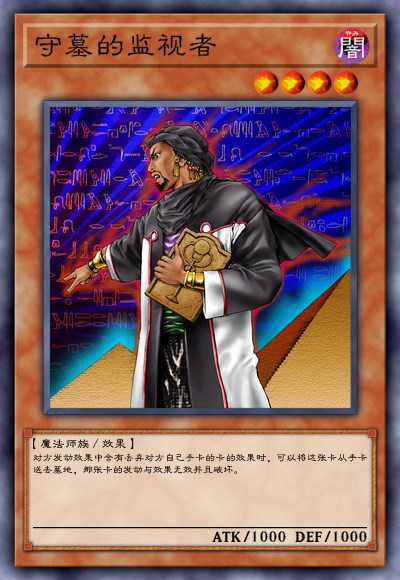 守墓的监视者
やみ
闇
【魔法师族／效果】
对方发动效果中含有丢弃对方自己手卡的卡的效果时，可以将这张卡从手卡
送去墓地，那张卡的发动与效果无效并且破坏。
ATK/1000 DEF/1000